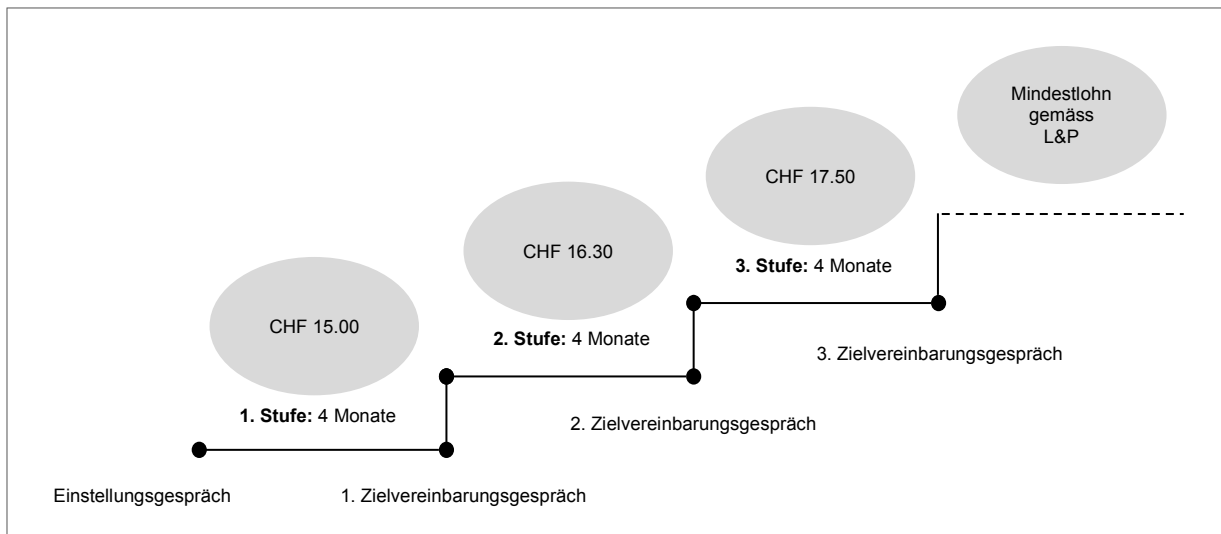 Mindestlohn
gemäss
L&P
CHF 17.50
CHF 16.30
3. Stufe: 4 Monate
CHF 15.00
2. Stufe: 4 Monate
3. Zielvereinbarungsgespräch
1. Stufe: 4 Monate
2. Zielvereinbarungsgespräch
Einstellungsgespräch
1. Zielvereinbarungsgespräch